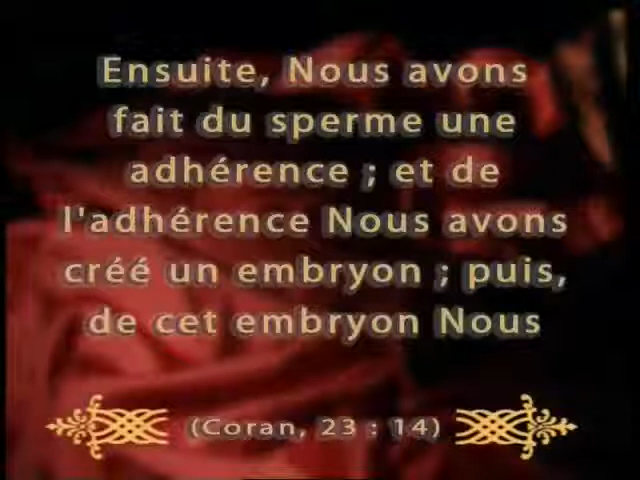 Ensuite, Nous avons
fait du sperme une
adhérence ; et de
l'adhérence Nous avons
créé un embryon ; puis,
de cet embryon Nous
(Coran, 23 : 14)